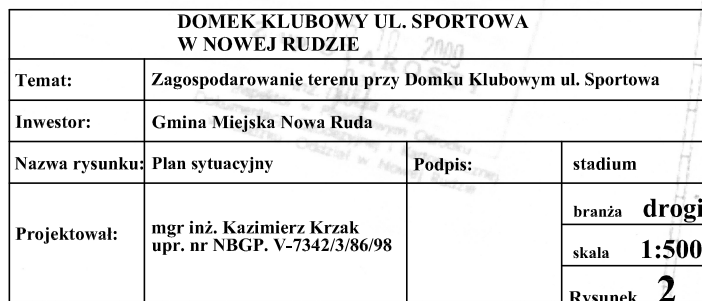 DOMEK KLUBOWY UL. SPORTOWA
W NOWEJ RUDZIE
Temat: Zagospodarowanie terenu przy Domku Klubowym ul. Sportowa
Inwestor: Gmina Miejska Nowa Ruda
Nazwa rysunku: Plan sytuacyjny Podpis: stadium
Projektował: mgr inż. Kazimierz Krzak
upr. nr NBGP. V-7342/3/86/98
branża drogi
skala 1:500
Rysunek 2